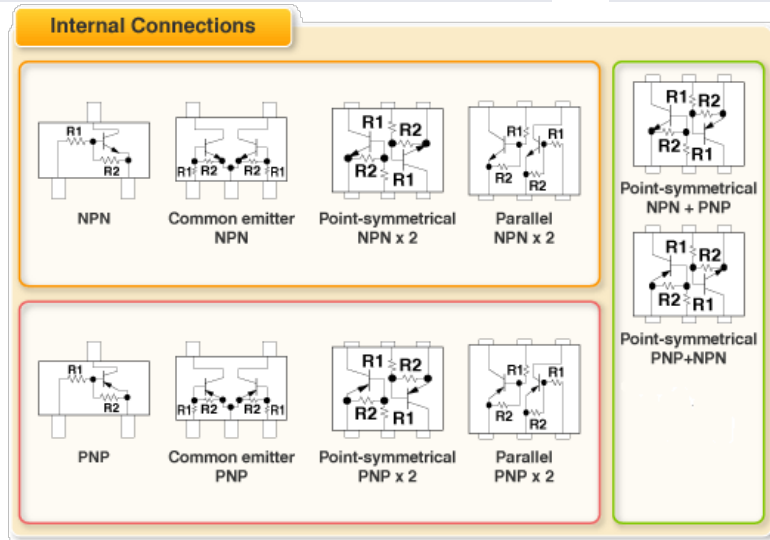 Internal Connections
R1
R2
NPN
R1 R2 R2 R1
Common emitter
NPN
R1
R2
R2
R1
Point-symmetrical
NPN x 2
R1
R1
R2
R2
Parallel
NPN x 2
R1
R2
R2
R1
Point-symmetrical
NPN + PNP
R1
R2
R2
R1
Point-symmetrical
PNP+NPN
R1
R2
PNP
R1 R2 R2 R1
Common emitter
PNP
R1
R2
R2
R1
Point-symmetrical
PNP x 2
R1
R1
R2
R2
Parallel
PNP x 2